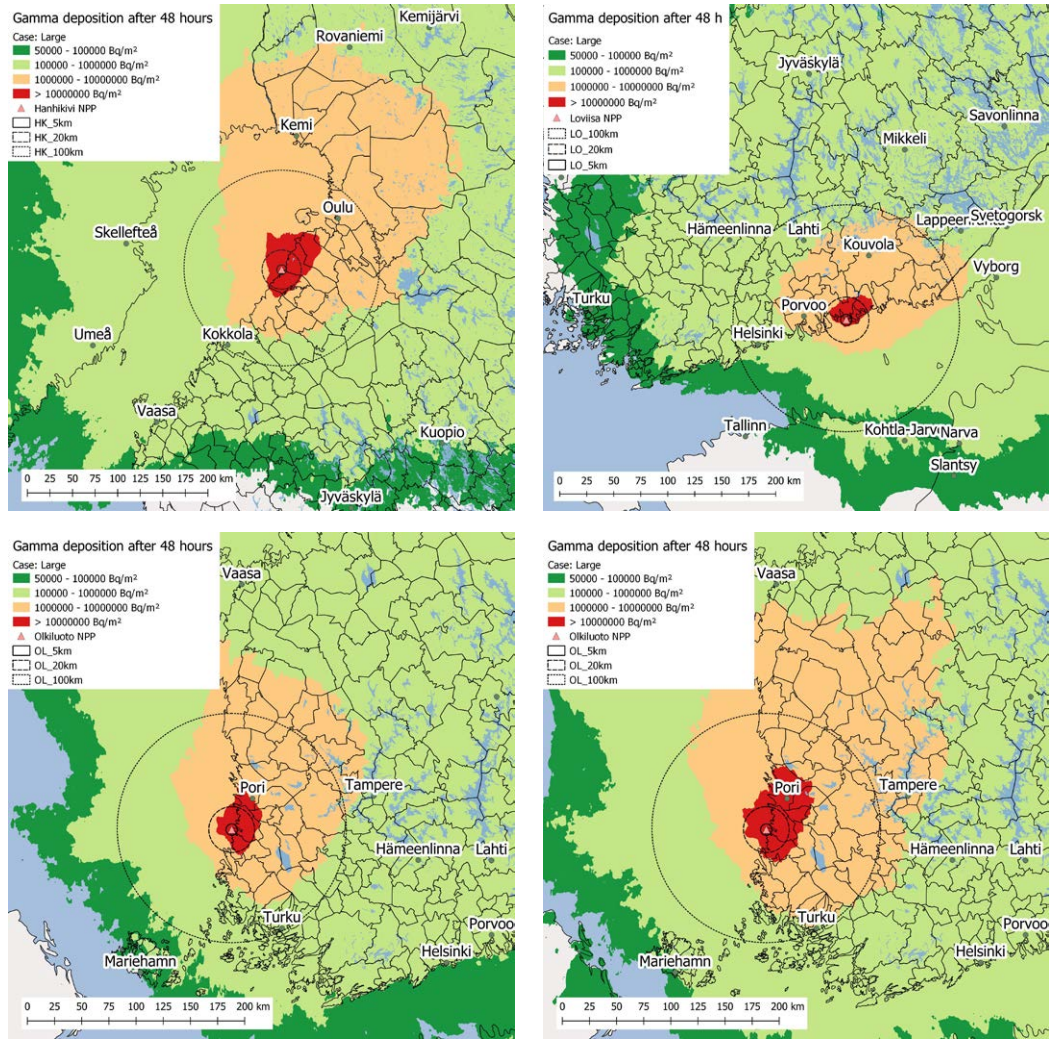 Gamma deposition after 48 hours
Case: Large
50000 - 100000 Bq/m²
100000 - 1000000 Bq/m²
1000000 - 10000000 Bq/m²
> 10000000 Bq/m²
Hanhikivi NPP
HK_5km
HK_20km
HK_100km
Kemijärvi
Rovaniemi
Kemi
Oulu
Skellefteå
Umeå
Kokkola
Vaasa
Kuopio
Jyväskylä
0 25 50 75 100 125 150 175 200 km
Gamma deposition after 48 h
Case: Large
50000 - 100000 Bq/m²
100000 - 1000000 Bq/m²
1000000 - 10000000 Bq/m²
> 10000000 Bq/m²
Loviisa NPP
LO_100km
LO_20km
LO_5km
Jyväskylä
Savonlinna
Mikkeli
Svetogorsk
Hämeenlinna
Lahti
Kouvola
Vyborg
Turku
Porvoo
Helsinki
Tallinn
Kohtla-Jarv
Narva
Slantsy
0 25 50 75 100 125 150 175 200 km
Gamma deposition after 48 hours
Case: Large
50000 - 100000 Bq/m²
100000 - 1000000 Bq/m²
1000000 - 10000000 Bq/m²
> 10000000 Bq/m²
Olkiluoto NPP
OL_5km
OL_20km
OL_100km
Vaasa
Pori
Tampere
Hämeenlinna
Lahti
Turku
Porvoo
Mariehamn
Helsinki
0 25 50 75 100 125 150 175 200 km
Gamma deposition after 48 hours
Case: Large
50000 - 100000 Bq/m²
100000 - 1000000 Bq/m²
1000000 - 10000000 Bq/m²
> 10000000 Bq/m²
Olkiluoto NPP
OL_5km
OL_20km
OL_100km
Vaasa
Pori
Tampere
Hämeenlinna
Lahti
Turku
Porvoo
Mariehamn
Helsinki
0 25 50 75 100 125 150 175 200 km